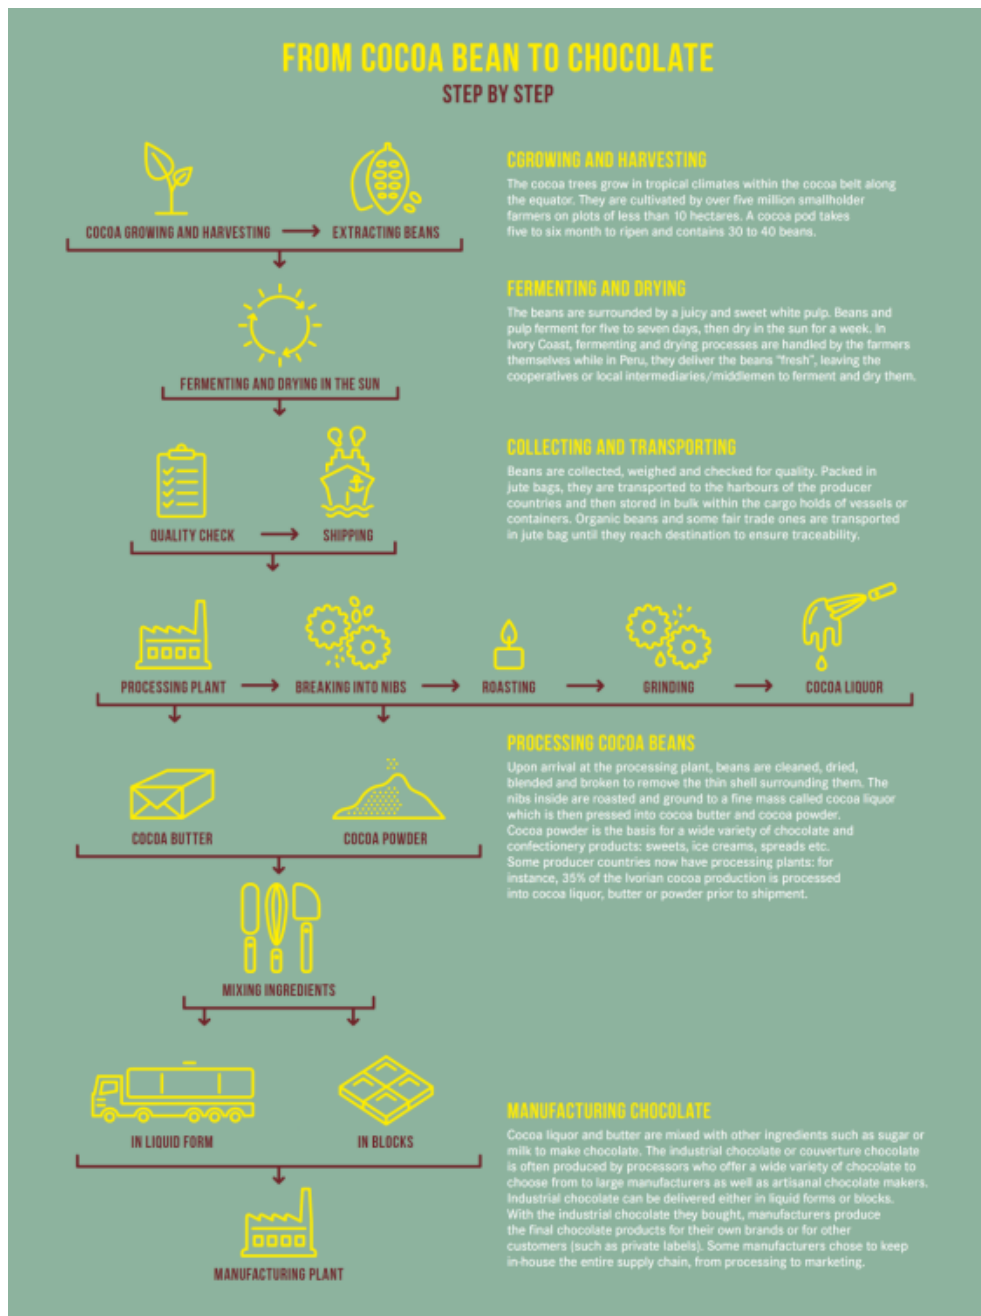 FROM COCOA BEAN TO CHOCOLATE
STEP BY STEP
COCOA GROWING AND HARVESTING
EXTRACTING BEANS
CGROWING AND HARVESTING
The cocoa trees grow in tropical climates within the cocoa belt along
the equator. They are cultivated by over five million smallholder
farmers on plots of less than 10 hectares. A cocoa pod takes
five to six month to ripen and contains 30 to 40 beans.
FERMENTING AND DRYING IN THE SUN
FERMENTING AND DRYING
The beans are surrounded by a juicy and sweet white pulp. Beans and
pulp ferment for five to seven days, then dry in the sun for a week. In
Ivory Coast, fermenting and drying processes are handled by the farmers
themselves while in Peru, they deliver the beans "fresh", leaving the
cooperatives or local intermediaries/middlemen to ferment and dry them.
QUALITY CHECK
SHIPPING
COLLECTING AND TRANSPORTING
Beans are collected, weighed and checked for quality. Packed in
jute bags, they are transported to the harbours of the producer
countries and then stored in bulk within the cargo holds of vessels or
containers. Organic beans and some fair trade ones are transported
in jute bag until they reach destination to ensure traceability.
PROCESSING PLANT
BREAKING INTO NIBS
ROASTING
GRINDING
COCOA LIQUOR
COCOA BUTTER
COCOA POWDER
PROCESSING COCOA BEANS
Upon arrival at the processing plant, beans are cleaned, dried,
blended and broken to remove the thin shell surrounding them. The
nibs inside are roasted and ground to a fine mass called cocoa liquor
which is then pressed into cocoa butter and cocoa powder.
Cocoa powder is the basis for a wide variety of chocolate and
confectionery products: sweets, ice creams, spreads etc.
Some producer countries now have processing plants: for
instance, 35% of the Ivorian cocoa production is processed
into cocoa liquor, butter or powder prior to shipment.
MIXING INGREDIENTS
IN LIQUID FORM
IN BLOCKS
MANUFACTURING PLANT
MANUFACTURING CHOCOLATE
Cocoa liquor and butter are mixed with other ingredients such as sugar or
milk to make chocolate. The industrial chocolate or couverture chocolate
is often produced by processors who offer a wide variety of chocolate to
choose from to large manufacturers as well as artisanal chocolate makers.
Industrial chocolate can be delivered either in liquid forms or blocks.
With the industrial chocolate they bought, manufacturers produce
the final chocolate products for their own brands or for other
customers (such as private labels). Some manufacturers chose to keep
in-house the entire supply chain, from processing to marketing.